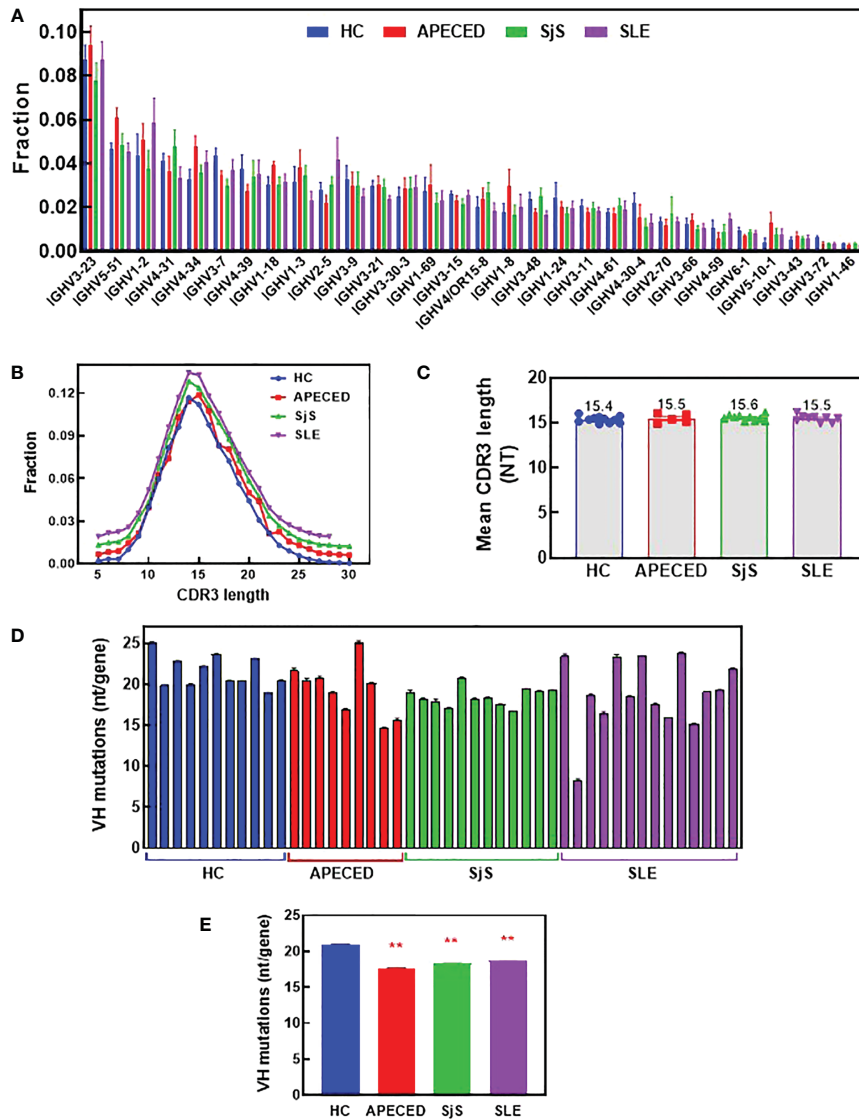 A
HC APECED SjS SLE
Fraction
0.10
0.08
0.06
0.04
0.02
0.00
IGHV3-23 IGHV5-51 IGHV1-2 IGHV4-31 IGHV4-34 IGHV3-7 IGHV4-39 IGHV1-18 IGHV1-3 IGHV2-5 IGHV3-9 IGHV3-21 IGHV3-30-3 IGHV1-69 IGHV3-15 IGHV4/OR15-8 IGHV1-8 IGHV3-48 IGHV1-24 IGHV3-11 IGHV4-61 IGHV4-30-4 IGHV2-70 IGHV3-66 IGHV4-59 IGHV6-1 IGHV5-10-1 IGHV3-43 IGHV3-72 IGHV1-46
B
HC
APECED
SjS
SLE
Fraction
0.12
0.09
0.06
0.03
0.00
5 10 15 20 25 30
CDR3 length
C
Mean CDR3 length
(NT)
20
15
10
5
0
15.4 15.5 15.6 15.5
HC APECED SjS SLE
D
VH mutations (nt/gene)
25
20
15
10
5
0
HC APECED SjS SLE
E
VH mutations (nt/gene)
25
20
15
10
5
0
** ** **
HC APECED SjS SLE